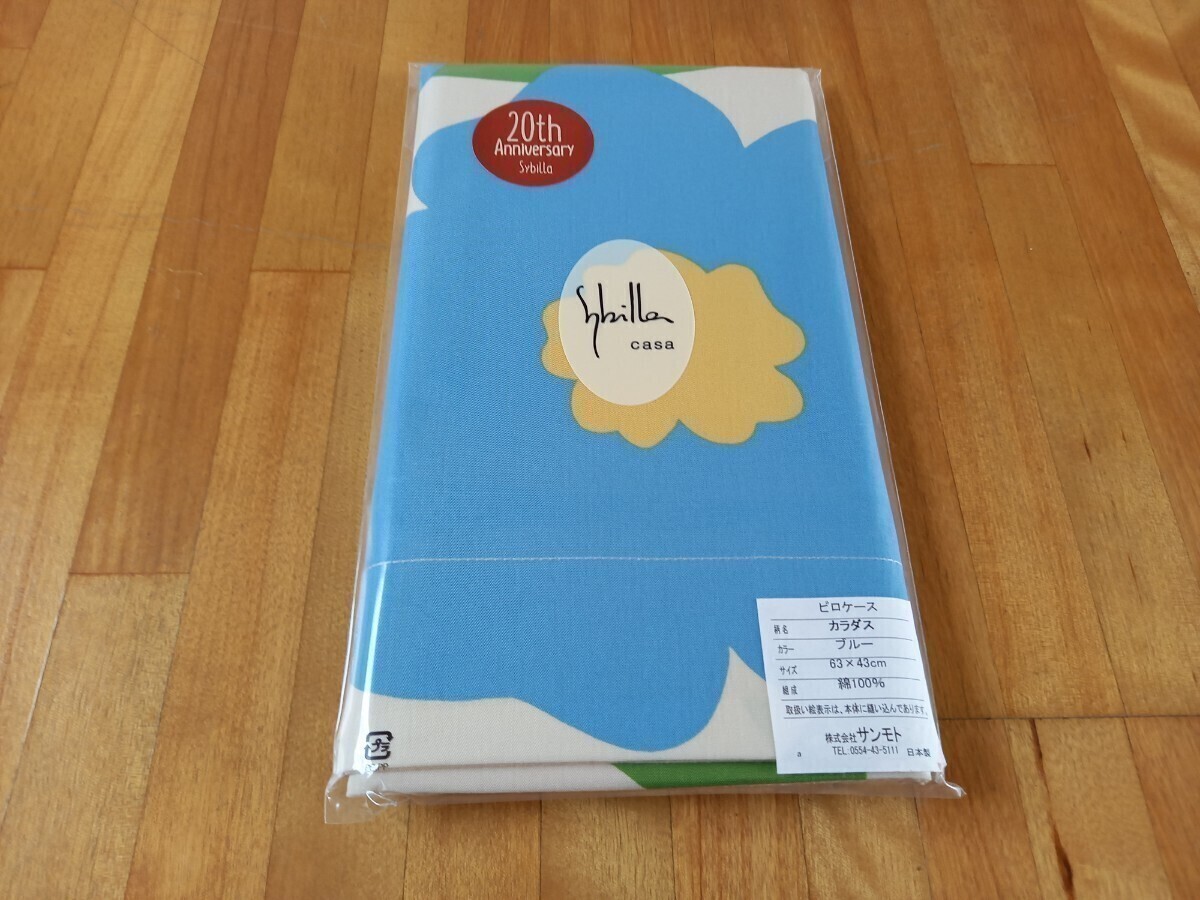 20th
Anniversary
Sybilla
Sybilla
casa
ピロケース
柄名 カラダス
カラー ブルー
サイズ 63×43cm
組成 綿100%
取扱い絵表示は、本体に縫い込んであります。
株式会社サンモト
a TEL.0554-43-5111 日本製
プラ